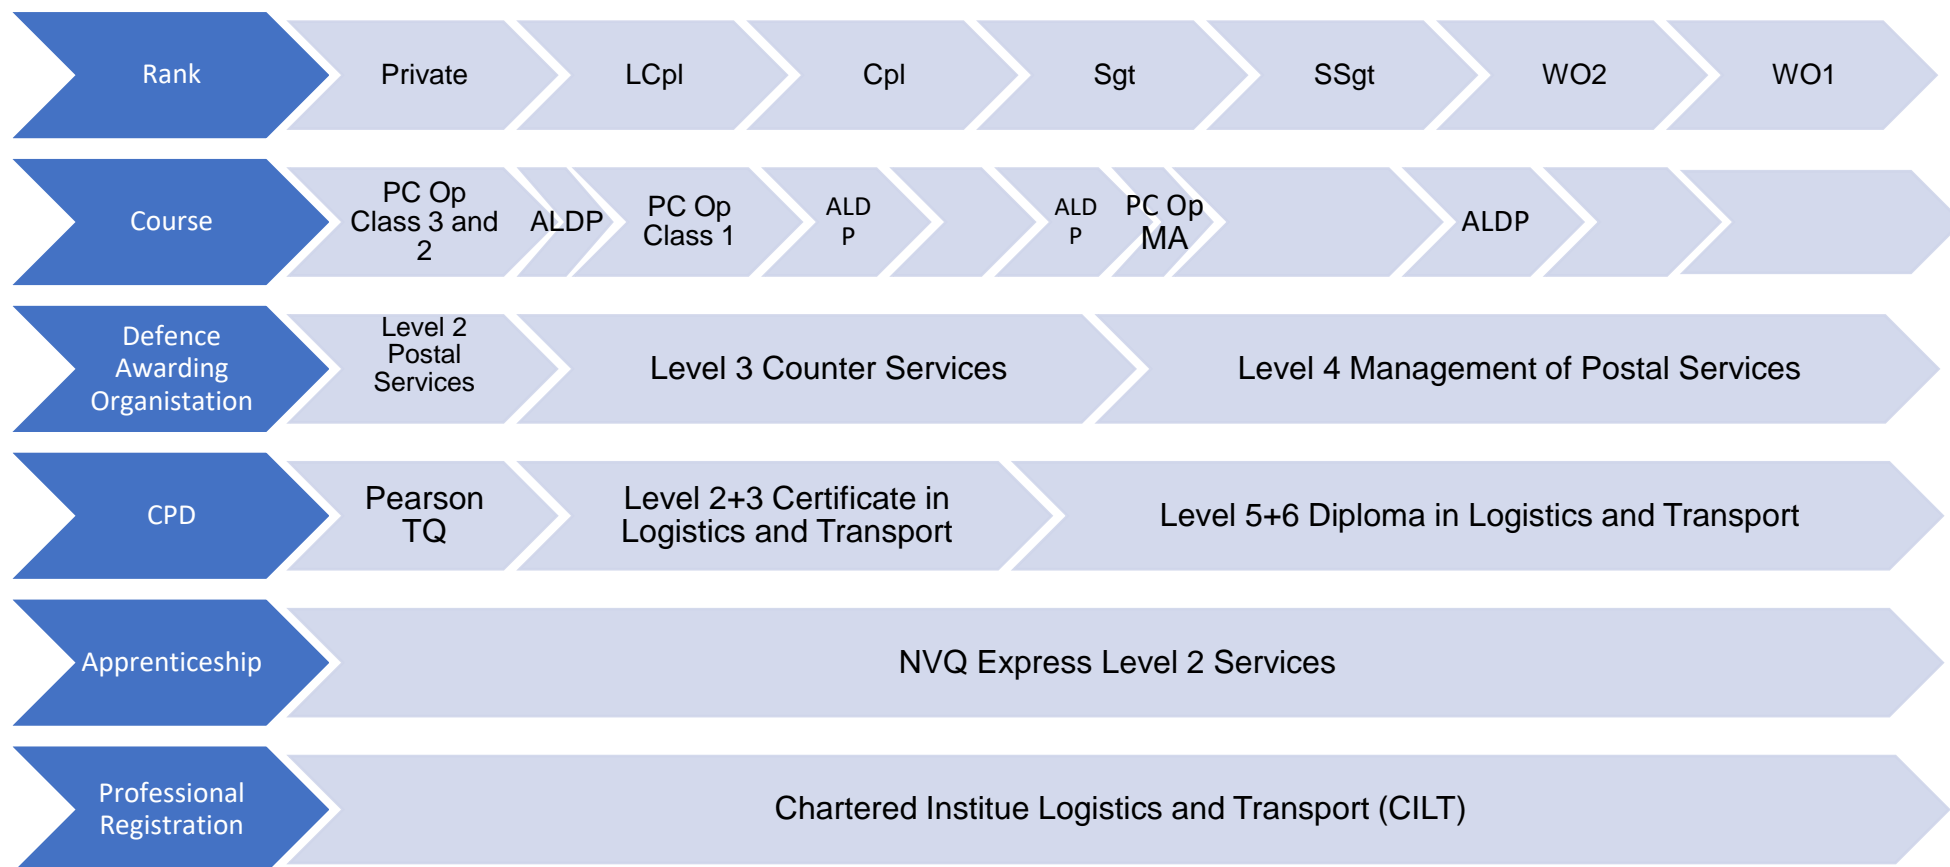 Rank
Private
LCpl
Cpl
Sgt
SSgt
WO2
WO1
Course
PC Op
Class 3 and
2
ALDP
PC Op
Class 1
ALD
P
ALD
P
PC Op
MA
ALDP
Defence
Awarding
Organistation
Level 2
Postal
Services
Level 3 Counter Services
Level 4 Management of Postal Services
CPD
Pearson
TQ
Level 2+3 Certificate in
Logistics and Transport
Level 5+6 Diploma in Logistics and Transport
Apprenticeship
NVQ Express Level 2 Services
Professional
Registration
Chartered Institue Logistics and Transport (CILT)